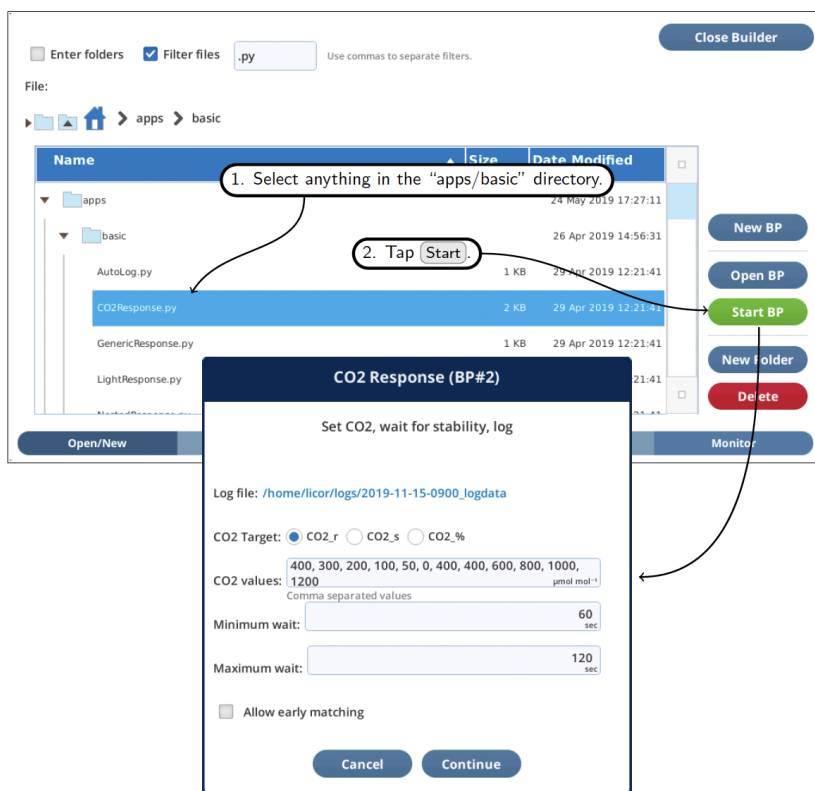 Close Builder
Enter folders Filter files .py Use commas to separate filters.
File:
apps basic
Name Size Date Modified
1. Select anything in the “apps/basic” directory.
apps 24 May 2019 17:27:11
basic 26 Apr 2019 14:56:31
New BP
2. Tap Start.
AutoLog.py 1 KB 29 Apr 2019 12:21:41
Open BP
CO2Response.py 2 KB 29 Apr 2019 12:21:41
Start BP
GenericResponse.py 1 KB 29 Apr 2019 12:21:41
New Folder
LightResponse.py 21:41
Delete
Open/New Monitor
CO2 Response (BP#2)
Set CO2, wait for stability, log
Log file: /home/licor/logs/2019-11-15-0900_logdata
CO2 Target: CO2_r CO2_s CO2_%
CO2 values: 400, 300, 200, 100, 50, 0, 400, 400, 600, 800, 1000,
1200 μmol mol⁻¹
Comma separated values
Minimum wait: 60
sec
Maximum wait: 120
sec
Allow early matching
Cancel Continue